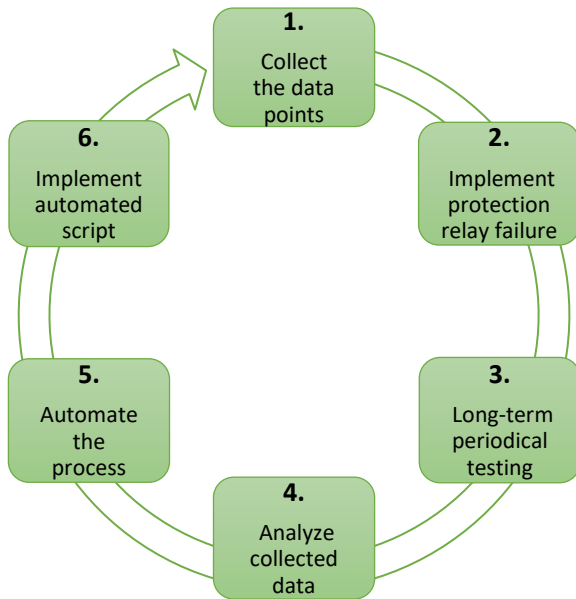 1.
Collect
the data
points
2.
Implement
protection
relay failure
3.
Long-term
periodical
testing
4.
Analyze
collected
data
5.
Automate
the
process
6.
Implement
automated
script